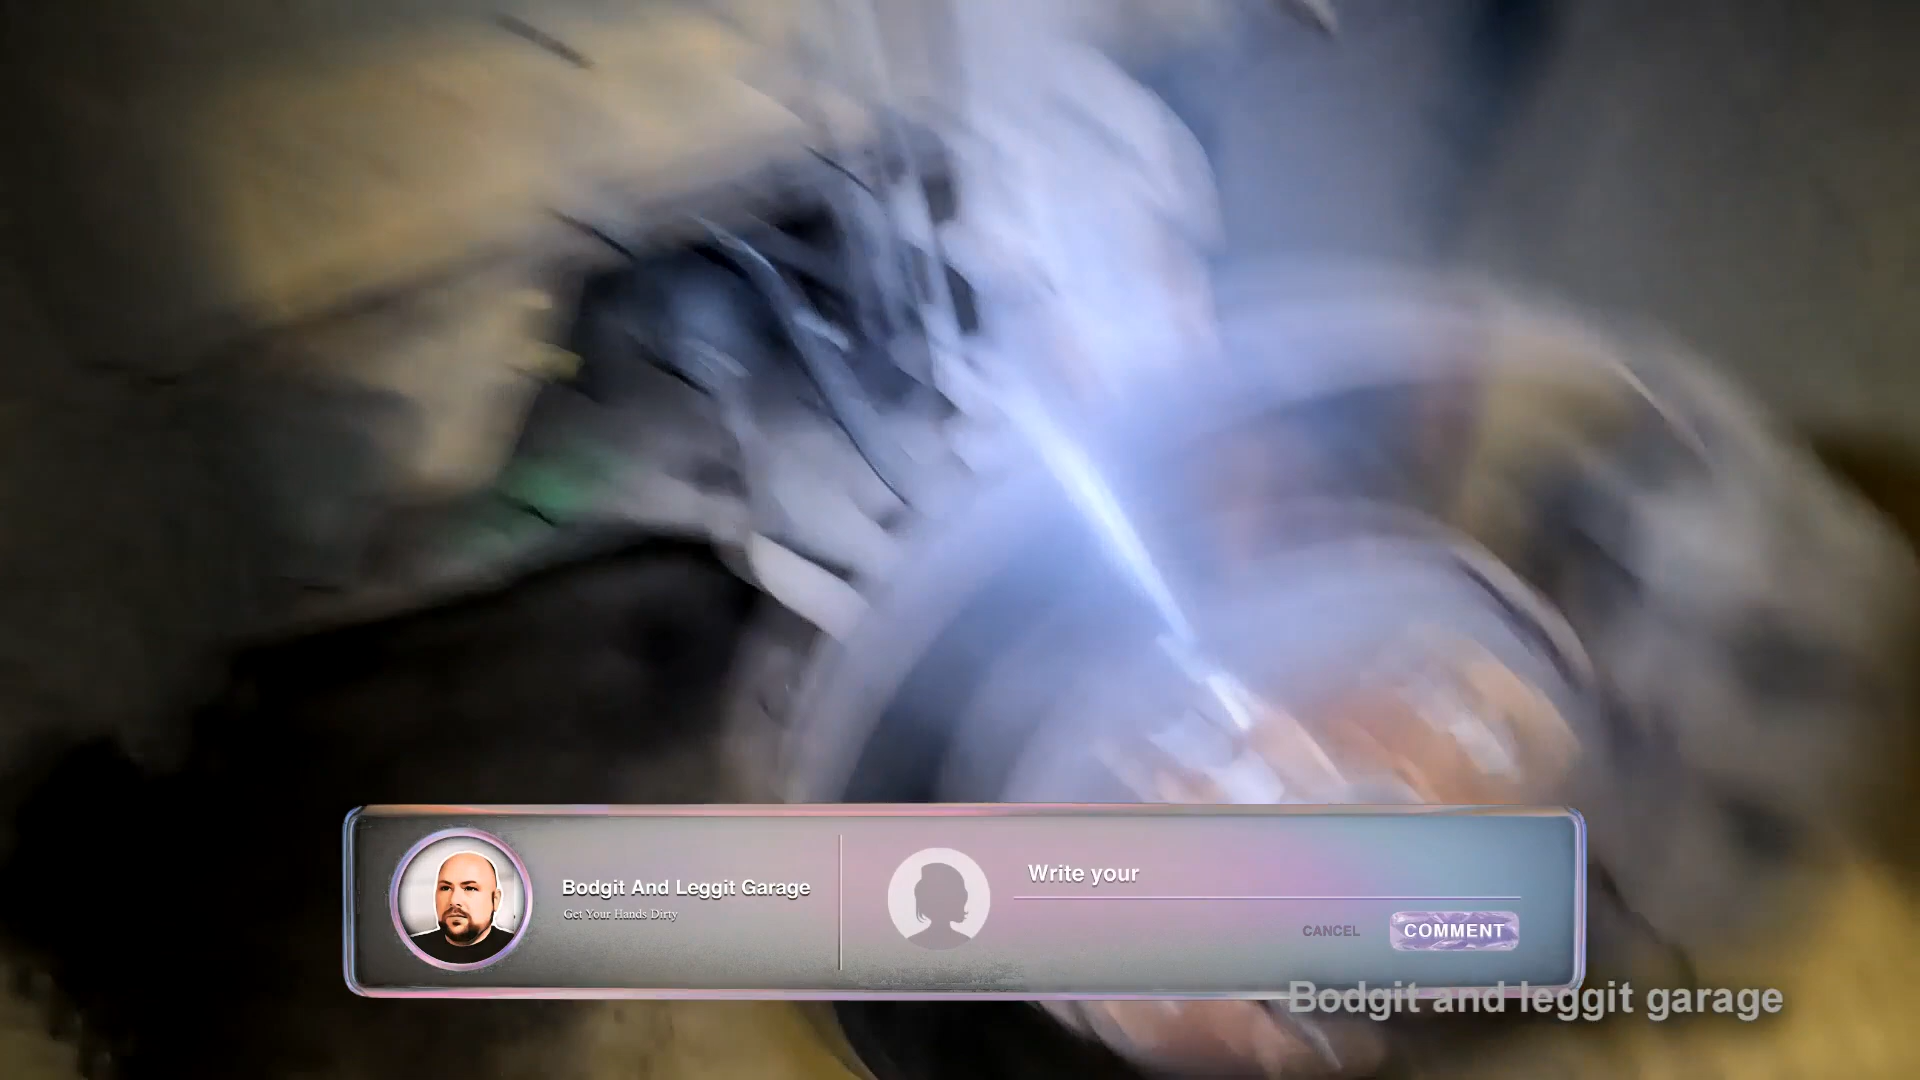 Bodgit And Leggit Garage
Get Your Hands Dirty
Write your
CANCEL
COMMENT
Bodgit and leggit garage